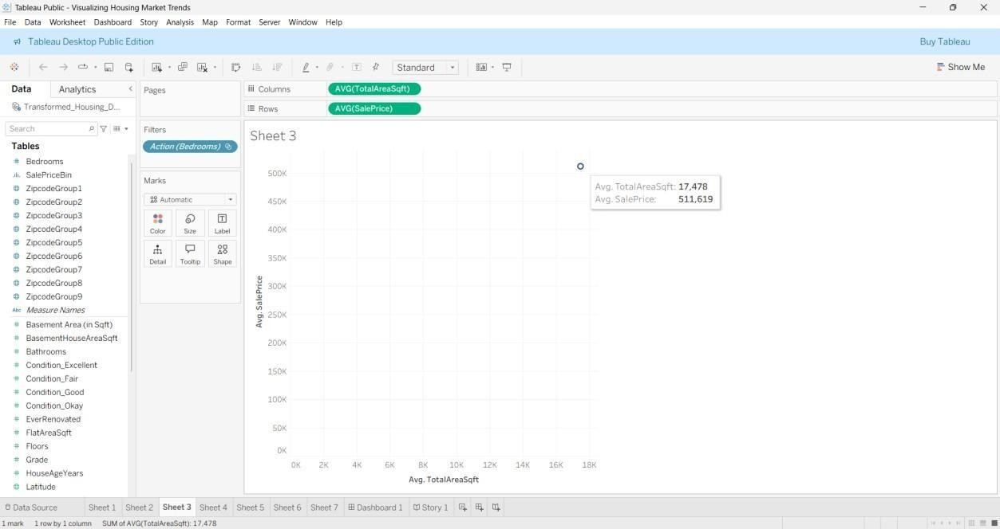 Tableau Public - Visualizing Housing Market Trends
File Data Worksheet Dashboard Story Analysis Map Format Server Window Help
Tableau Desktop Public Edition
Buy Tableau
Standard
Show Me
Data Analytics
Transformed_Housing_D...
Search
Tables
Bedrooms
SalePriceBin
ZipcodeGroup1
ZipcodeGroup2
ZipcodeGroup3
ZipcodeGroup4
ZipcodeGroup5
ZipcodeGroup6
ZipcodeGroup7
ZipcodeGroup8
ZipcodeGroup9
Abc Measure Names
Basement Area (in Sqft)
BasementHouseAreaSqft
Bathrooms
Condition_Excellent
Condition_Fair
Condition_Good
Condition_Okay
EverRenovated
FlatAreaSqft
Floors
Grade
HouseAgeYears
Latitude
Pages
Filters
Action (Bedrooms)
Marks
Automatic
Color Size Label
Detail Tooltip Shape
Columns AVG(TotalAreaSqft)
Rows AVG(SalePrice)
Sheet 3
500K
450K
400K
350K
300K
250K
200K
150K
100K
50K
0K
Avg. SalePrice
0K 2K 4K 6K 8K 10K 12K 14K 16K 18K
Avg. TotalAreaSqft
Avg. TotalAreaSqft: 17,478
Avg. SalePrice: 511,619
Data Source Sheet 1 Sheet 2 Sheet 3 Sheet 4 Sheet 5 Sheet 6 Sheet 7 Dashboard 1 Story 1
1 mark 1 row by 1 column SUM of AVG(TotalAreaSqft): 17,478